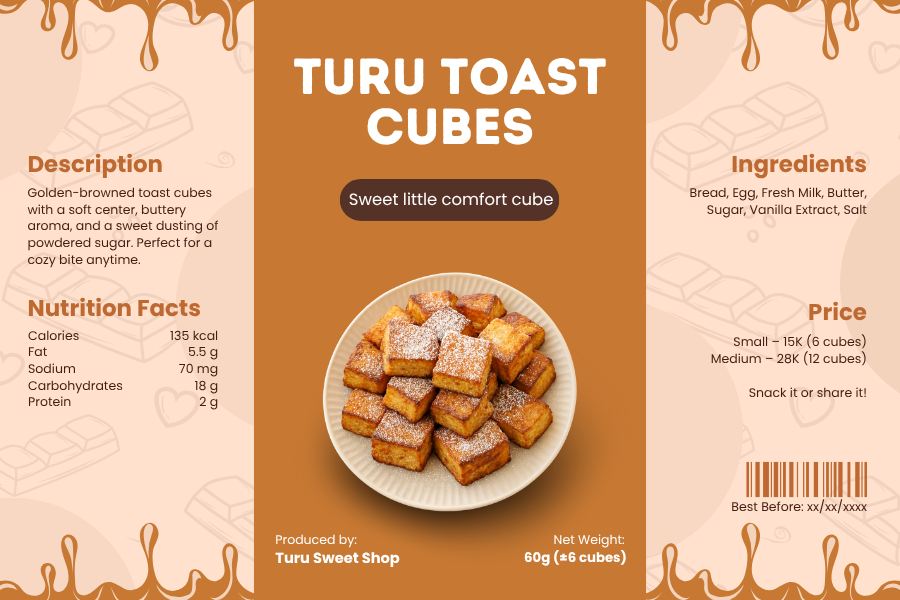 TURU TOAST
CUBES
Sweet little comfort cube
Description
Golden-browned toast cubes
with a soft center, buttery
aroma, and a sweet dusting of
powdered sugar. Perfect for a
cozy bite anytime.
Nutrition Facts
Calories 135 kcal
Fat 5.5 g
Sodium 70 mg
Carbohydrates 18 g
Protein 2 g
Produced by:
Turu Sweet Shop
Net Weight:
60g (±6 cubes)
Ingredients
Bread, Egg, Fresh Milk, Butter,
Sugar, Vanilla Extract, Salt
Price
Small – 15K (6 cubes)
Medium – 28K (12 cubes)
Snack it or share it!
Best Before: xx/xx/xxxx